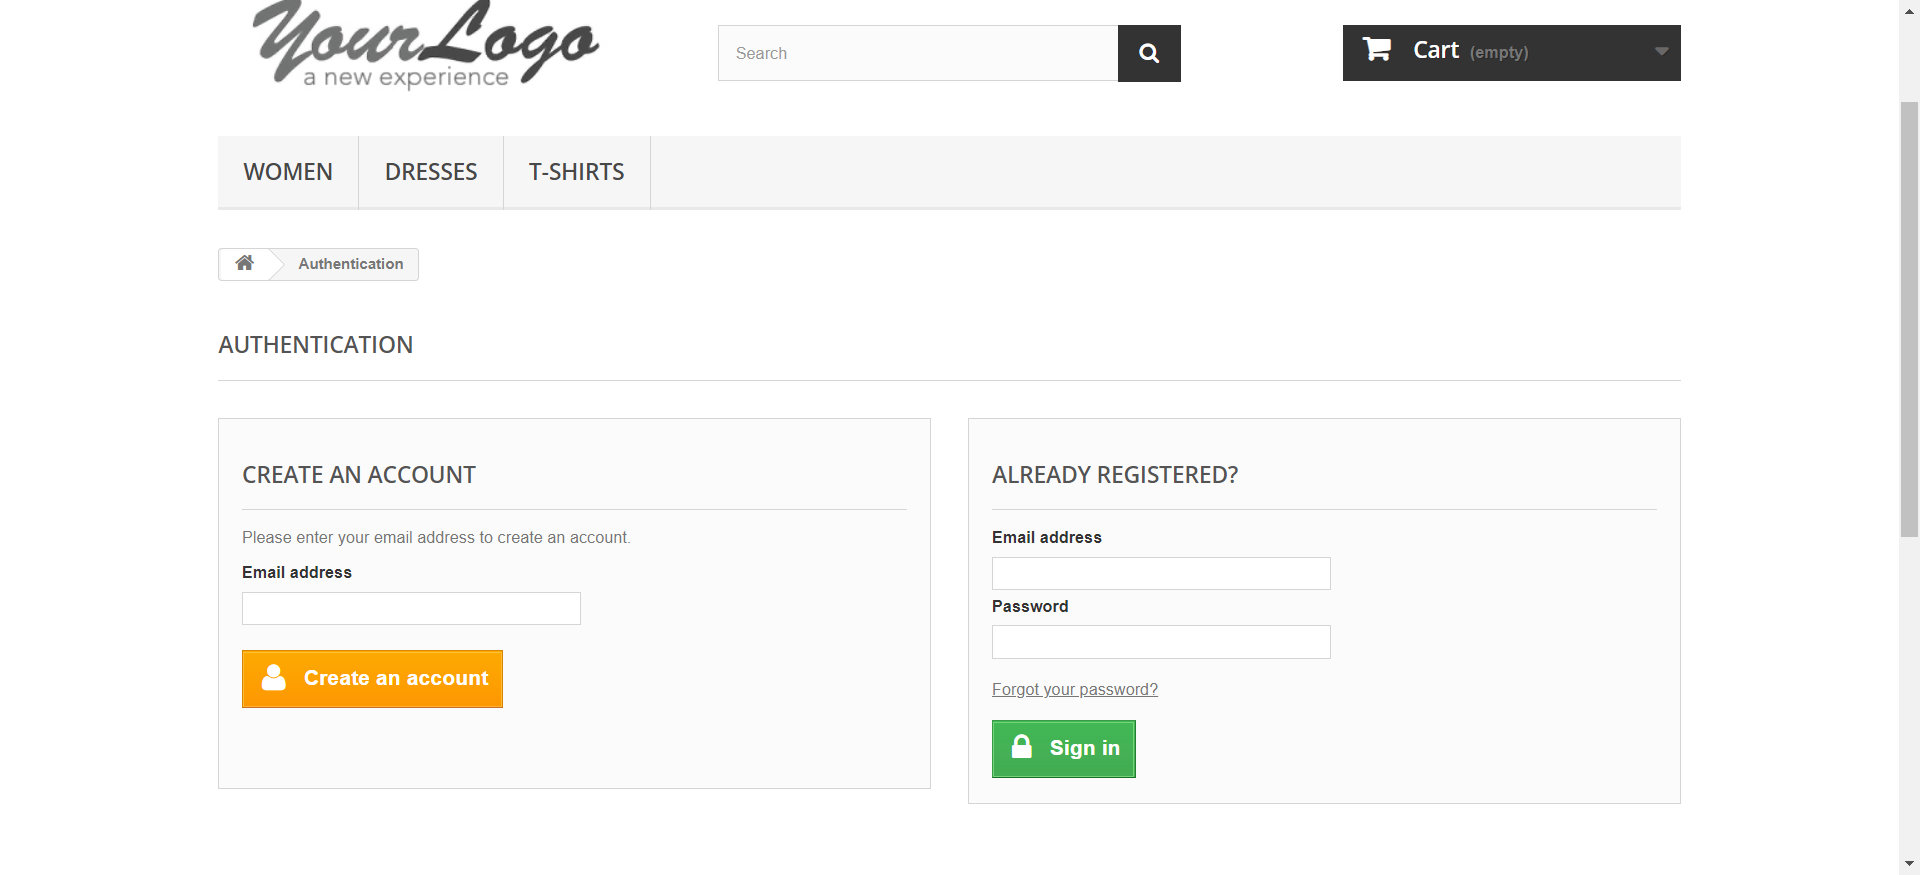 YourLogo
a new experience
Search
Cart (empty)
WOMEN
DRESSES
T-SHIRTS
Authentication
AUTHENTICATION
CREATE AN ACCOUNT
Please enter your email address to create an account.
Email address
Create an account
ALREADY REGISTERED?
Email address
Password
Forgot your password?
Sign in